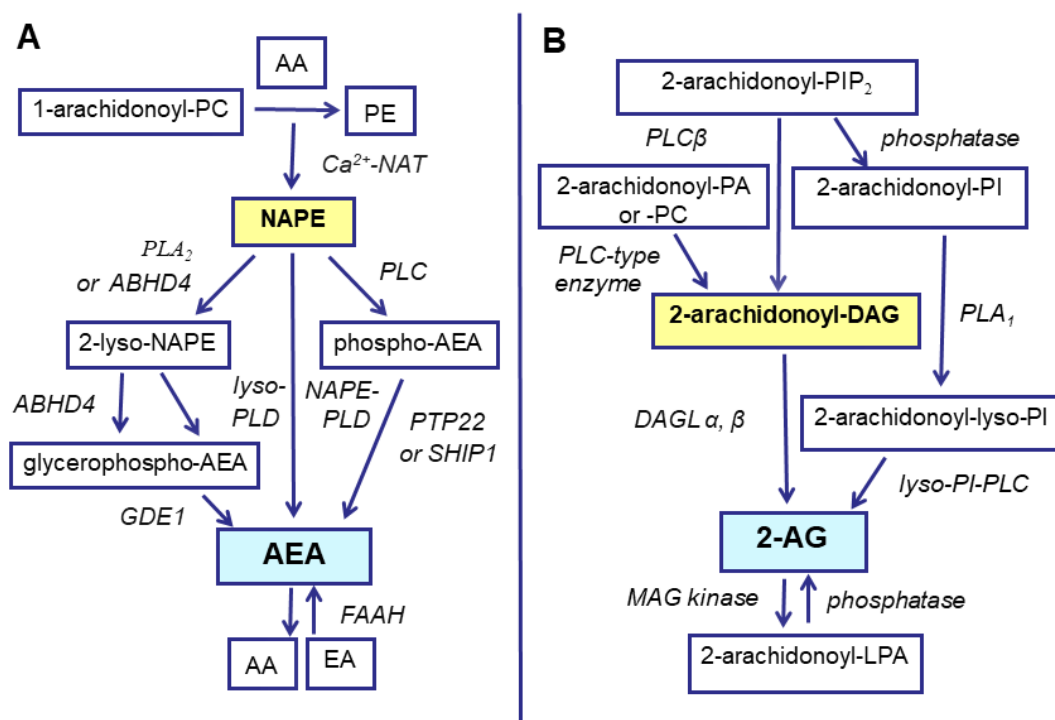 A
AA
1-arachidonoyl-PC
PE
Ca²⁺-NAT
NAPE
PLA₂
or ABHD4
PLC
2-lyso-NAPE
phospho-AEA
ABHD4
lyso-
PLD
NAPE-
PLD
PTP22
or SHIP1
glycerophospho-AEA
GDE1
AEA
FAAH
AA
EA
B
2-arachidonoyl-PIP₂
PLCβ
phosphatase
2-arachidonoyl-PA
or -PC
2-arachidonoyl-PI
PLC-type
enzyme
2-arachidonoyl-DAG
PLA₁
DAGL α, β
2-arachidonoyl-lyso-PI
lyso-PI-PLC
2-AG
MAG kinase
phosphatase
2-arachidonoyl-LPA